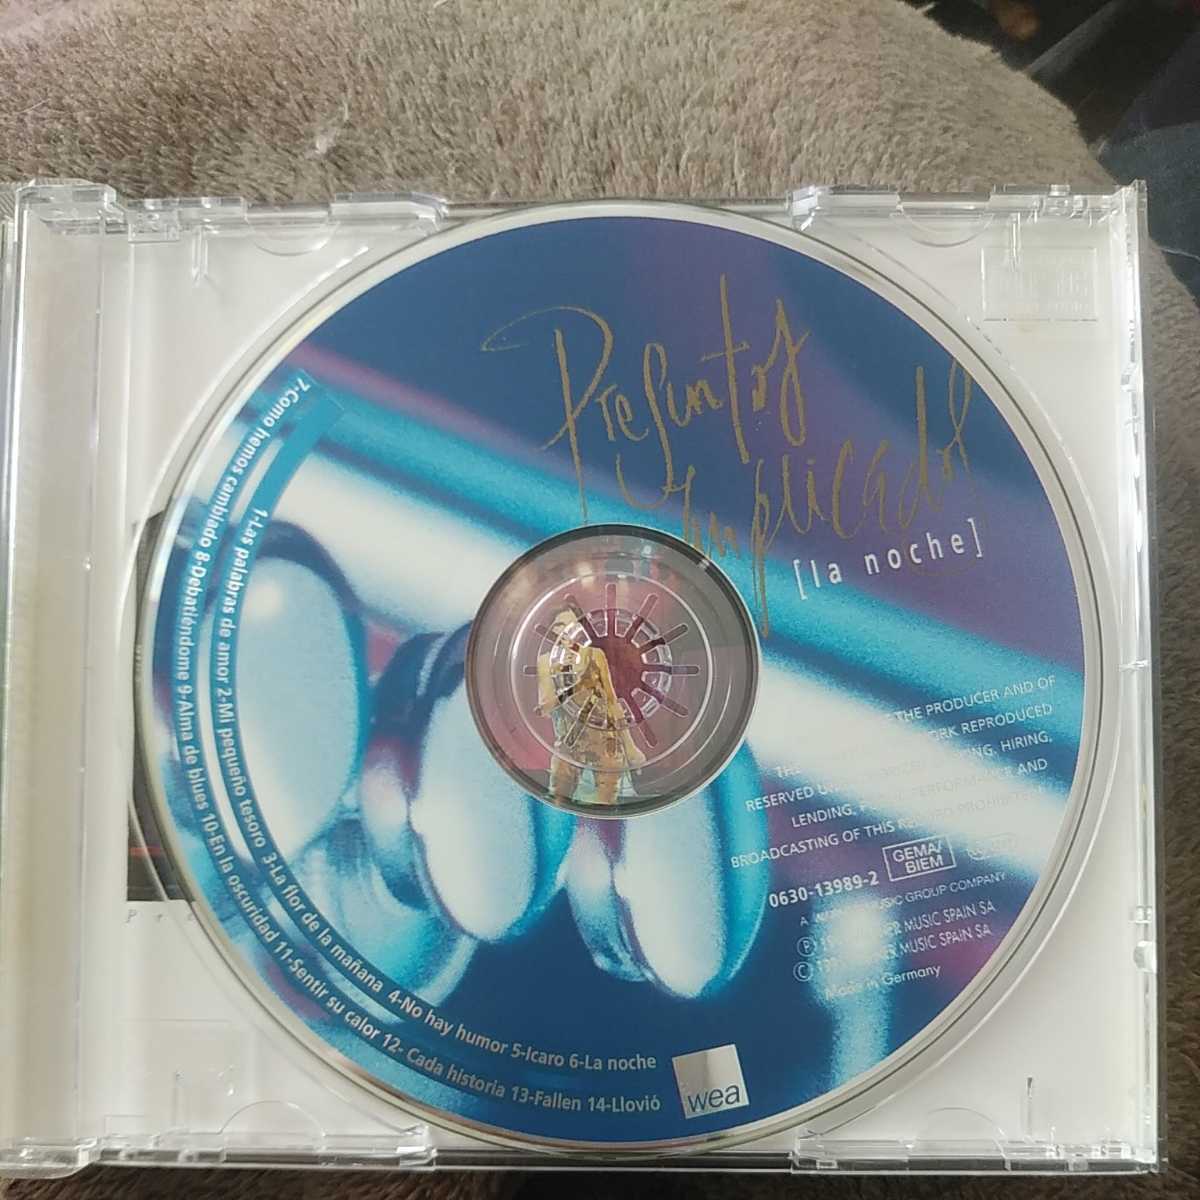 Presuntos
Implicados
[la noche]
THE PRODUCER AND OF
REPRODUCED
RESERVED HIRING,
LENDING, AND
BROADCASTING OF THIS
0630-13989-2
GEMA/
BIEM
A MUSIC GROUP COMPANY
Ⓟ MUSIC SPAIN SA
© MUSIC SPAIN SA
Made in Germany
1-Las palabras de amor 2-Mi pequeño tesoro 3-La flor de la mañana 4-No hay humor 5-Icaro 6-La noche
7-Como hemos cambiado 8-Debatiéndome 9-Alma de blues 10-En la oscuridad 11-Sentir su calor 12- Cada historia 13-Fallen 14-Llovió
wea